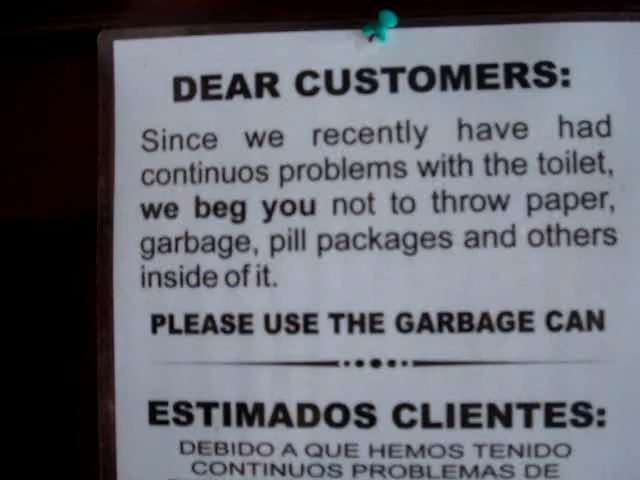 DEAR CUSTOMERS:
Since we recently have had
continuos problems with the toilet,
we beg you not to throw paper,
garbage, pill packages and others
inside of it.
PLEASE USE THE GARBAGE CAN
ESTIMADOS CLIENTES:
DEBIDO A QUE HEMOS TENIDO
CONTINUOS PROBLEMAS DE